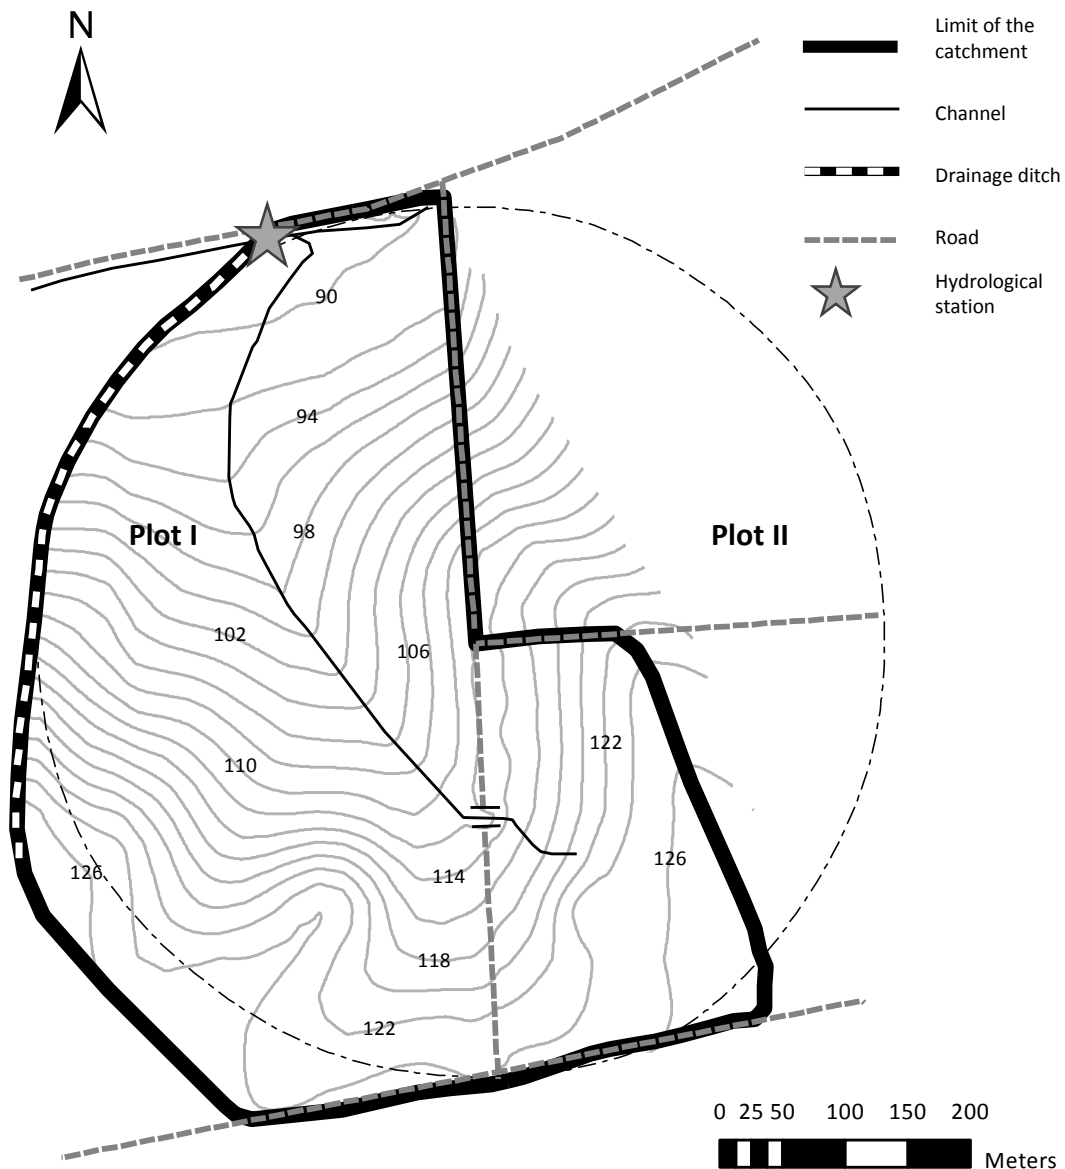 N
Limit of the
catchment
Channel
Drainage ditch
Road
Hydrological
station
90
94
98
Plot I
Plot II
102
106
122
110
126
126
114
118
122
0 25 50 100 150 200
Meters